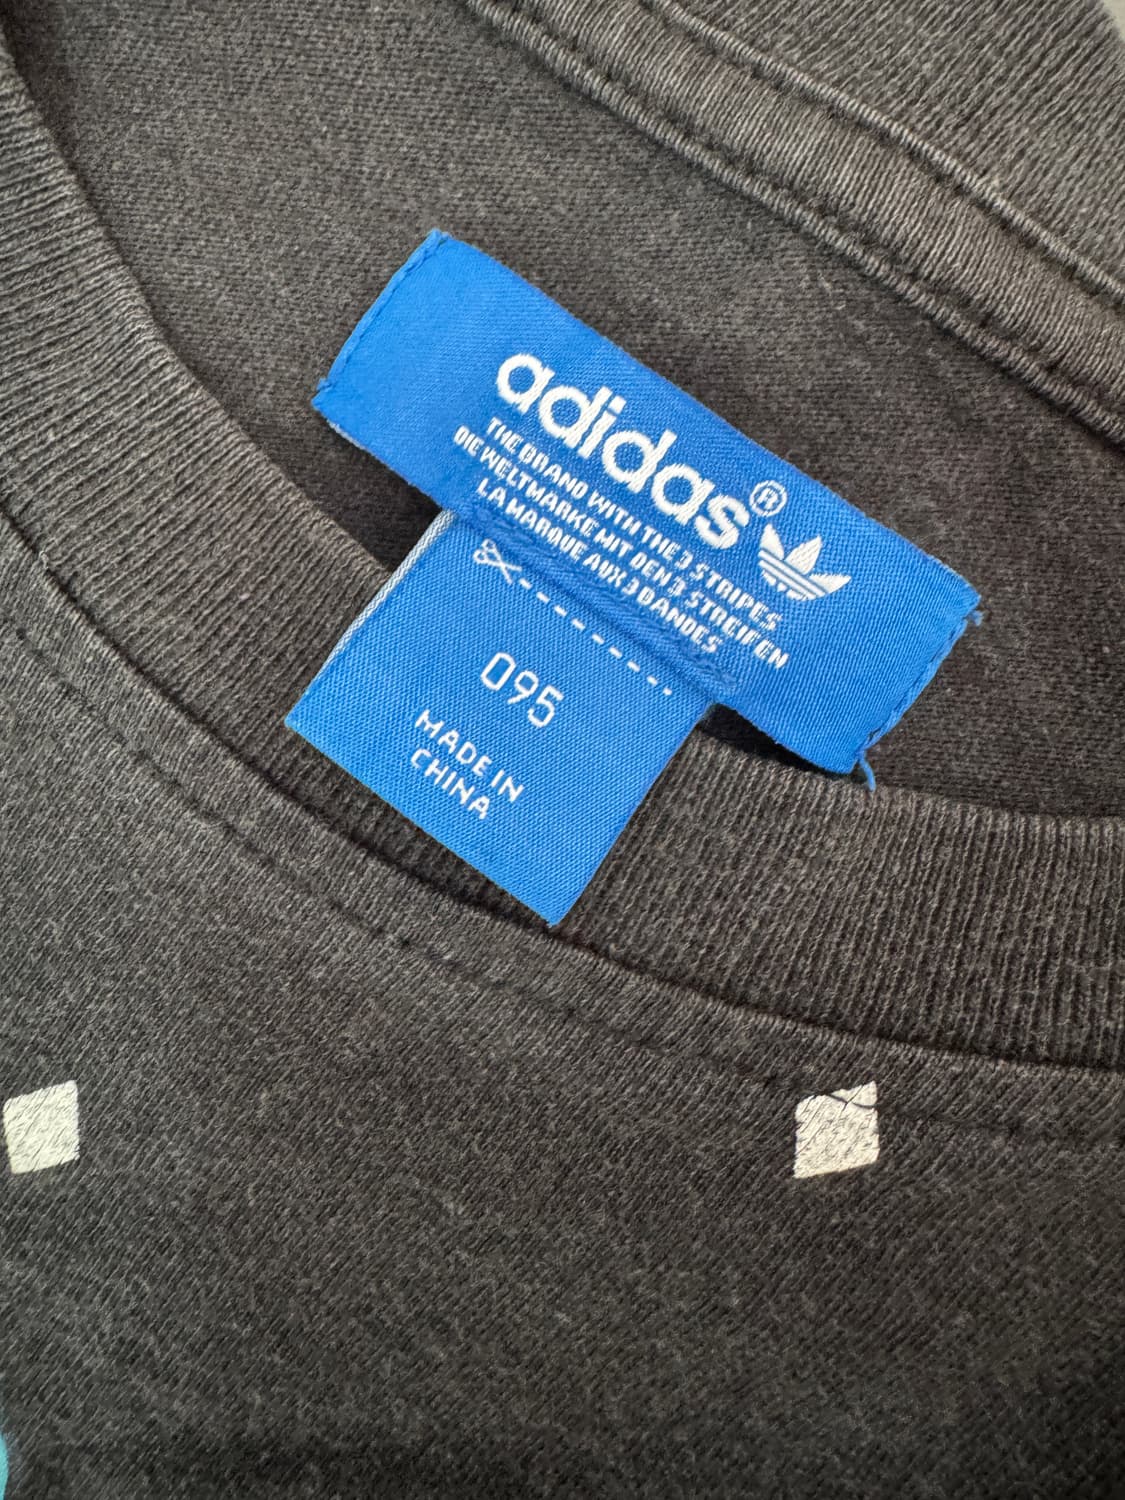 adidas®
THE BRAND WITH THE 3 STRIPES
DIE WELTMARKE MIT DEN 3 STREIFEN
LA MARQUE AUX 3 BANDES
095
MADE IN
CHINA